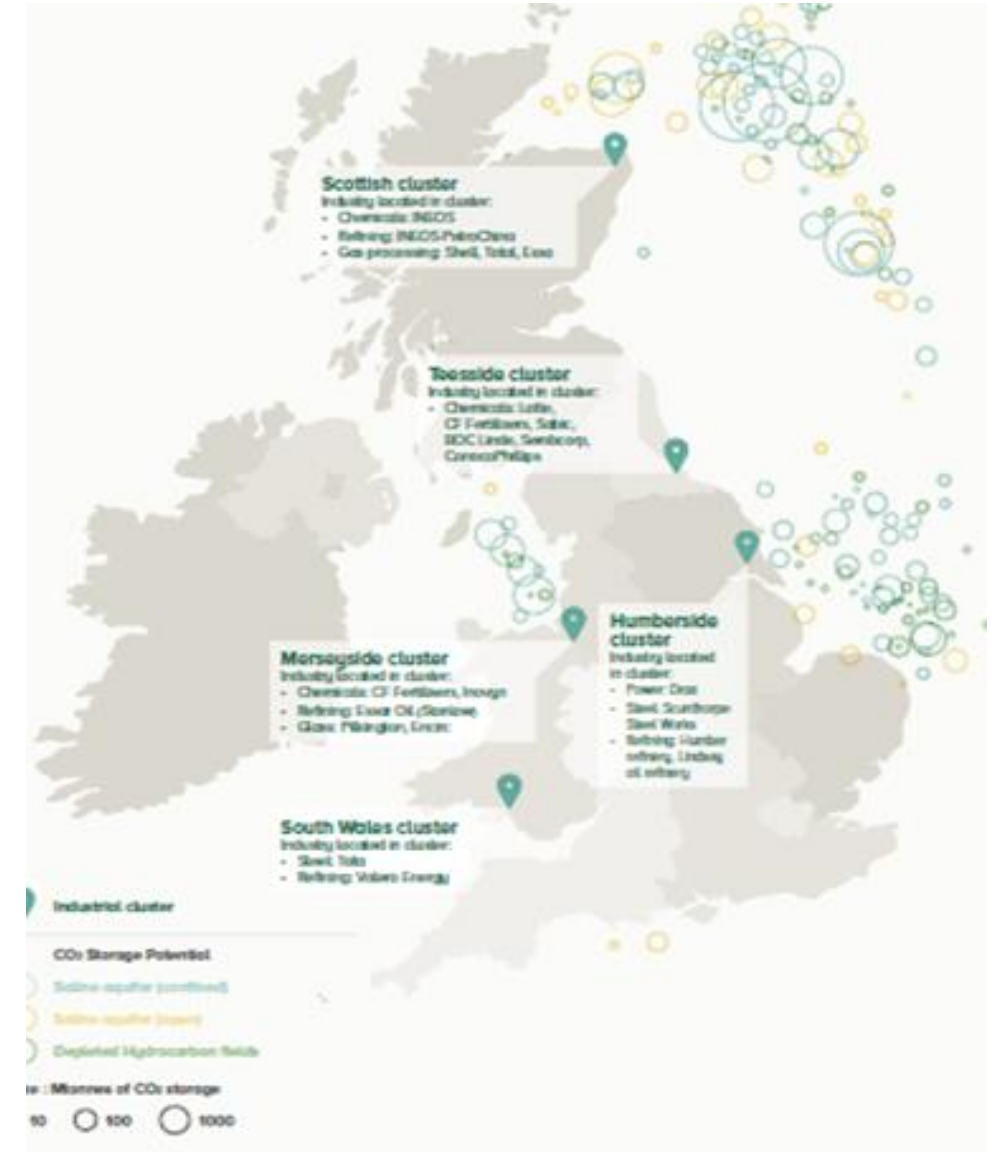 Scottish cluster
Industry located in cluster:
- Chemicals: INEOS
- Refining: INEOS-PetroChina
- Gas processing: Shell, Total, Esso
Teesside cluster
Industry located in cluster:
- Chemicals: Lotte,
CF Fertilisers, Sabic,
BOC Linde, Sembcorp,
ConocoPhillips
Humberside
cluster
Industry located
in cluster:
- Power: Drax
- Steel: Scunthorpe
Steel Works
- Refining: Humber
refinery, Lindsey
oil refinery
Merseyside cluster
Industry located in cluster:
- Chemicals: CF Fertilisers, Inovyn
- Refining: Essar Oil (Stanlow)
- Glass: Pilkington, Encirc
South Wales cluster
Industry located in cluster:
- Steel: Tata
- Refining: Valero Energy
Industrial cluster
CO₂ Storage Potential
Saline aquifer (confined)
Saline aquifer (open)
Depleted Hydrocarbon fields
: Mtonnes of CO₂ storage
10 100 1000